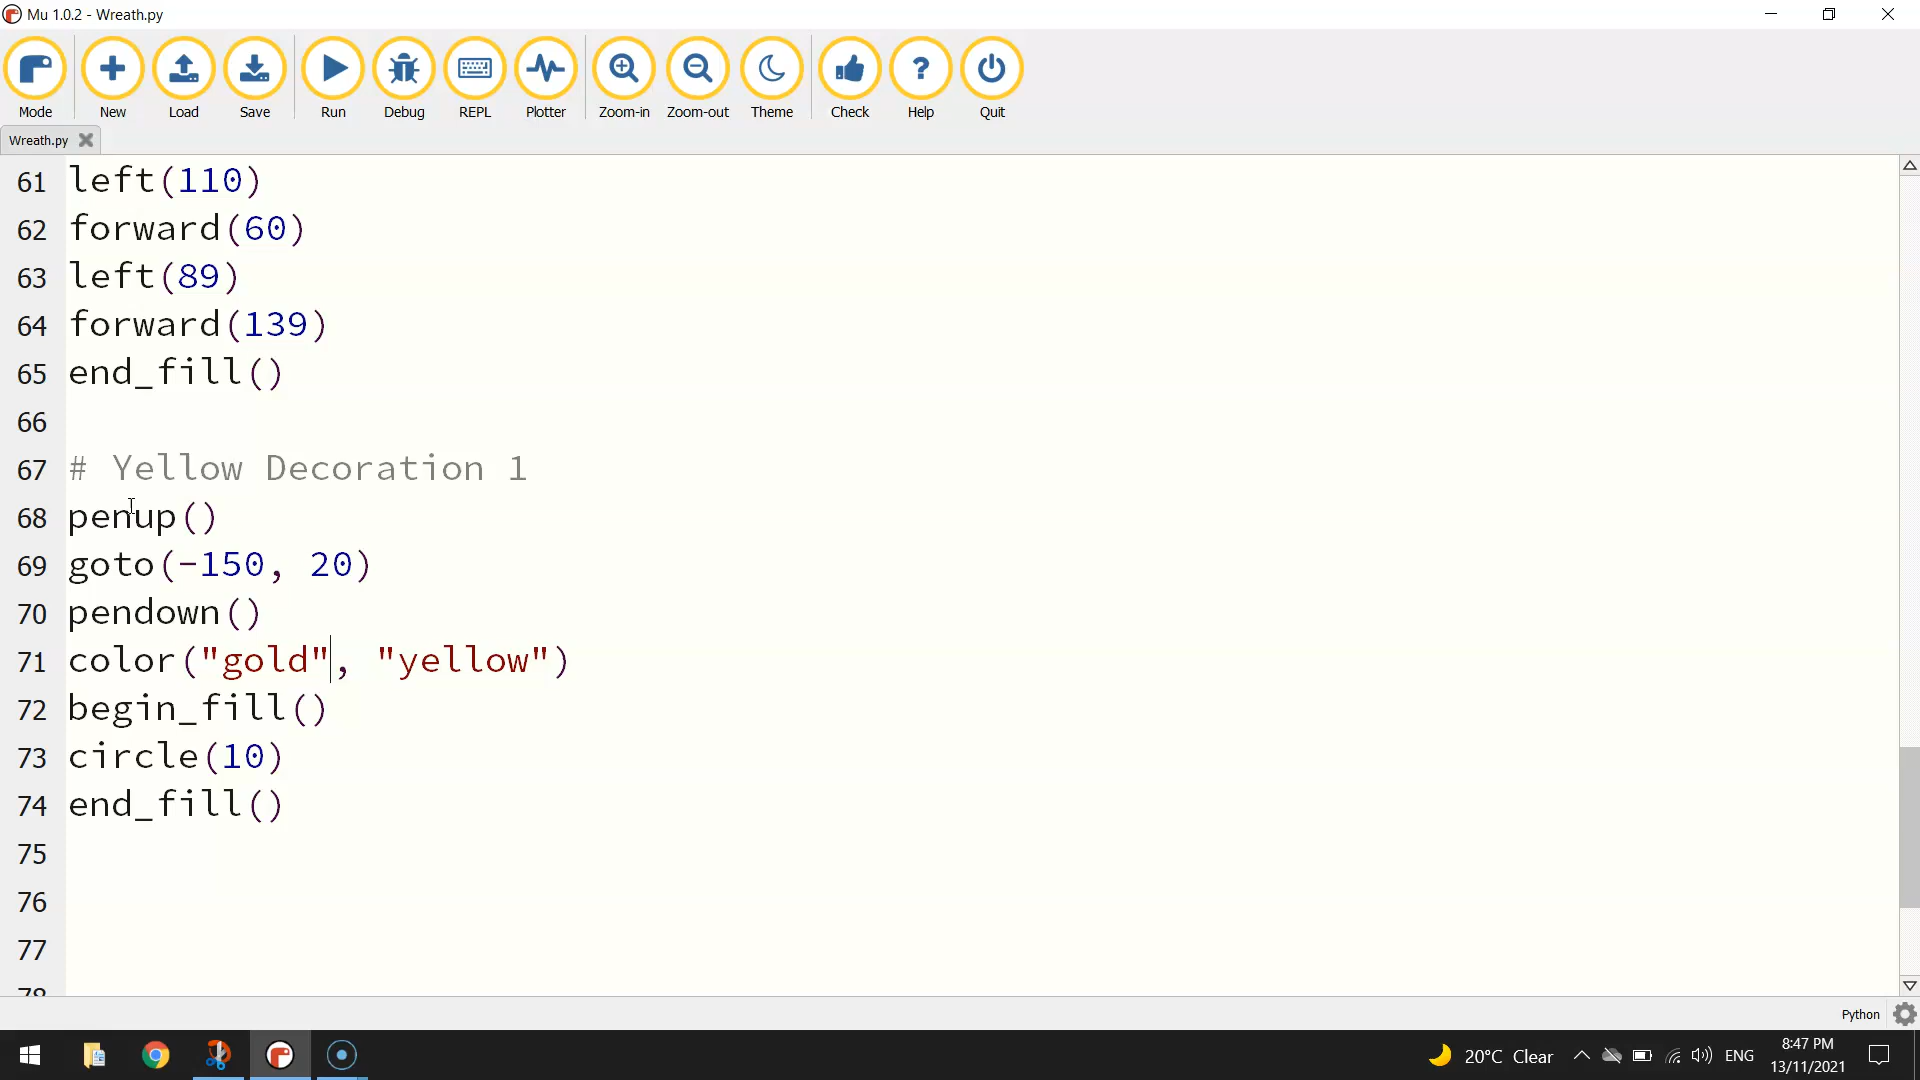 Mu 1.0.2 - Wreath.py
Mode New Load Save Run Debug REPL Plotter Zoom-in Zoom-out Theme Check Help Quit
Wreath.py
61 left(110)
62 forward(60)
63 left(89)
64 forward(139)
65 end_fill()
66
67 # Yellow Decoration 1
68 penup()
69 goto(-150, 20)
70 pendown()
71 color("gold", "yellow")
72 begin_fill()
73 circle(10)
74 end_fill()
75
76
77
78
Python
20°C Clear ENG 8:47 PM
13/11/2021